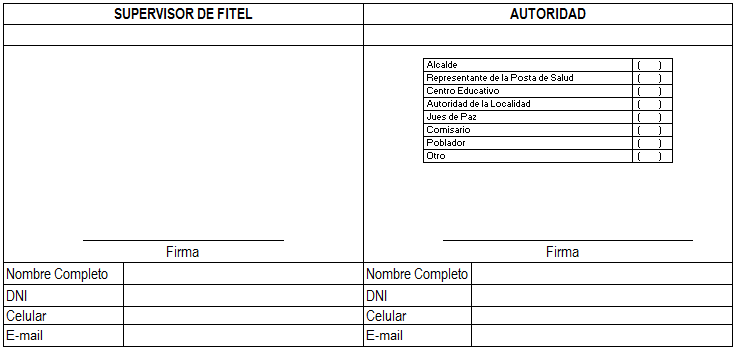 SUPERVISOR DE FITEL
AUTORIDAD
Alcalde ( )
Representante de la Posta de Salud ( )
Centro Educativo ( )
Autoridad de la Localidad ( )
Jues de Paz ( )
Comisario ( )
Poblador ( )
Otro ( )
Firma
Firma
Nombre Completo
Nombre Completo
DNI
DNI
Celular
Celular
E-mail
E-mail